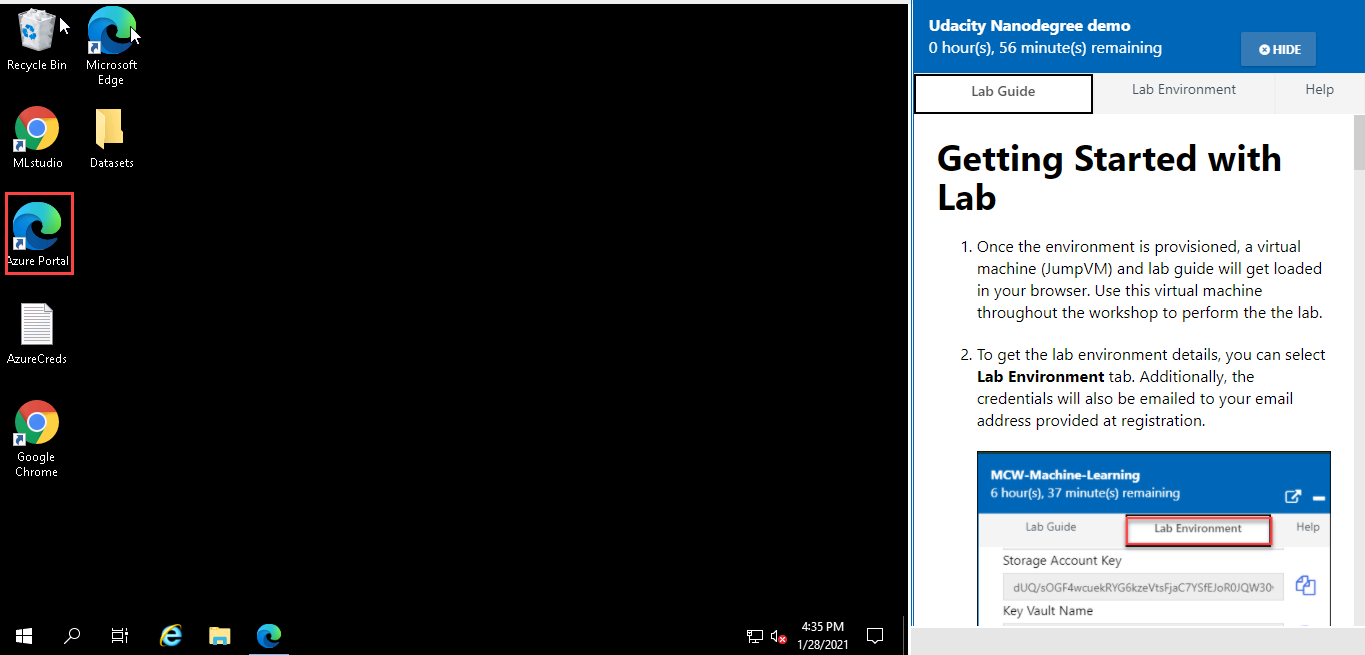 Recycle Bin
Microsoft
Edge
MLstudio
Datasets
Azure Portal
AzureCreds
Google
Chrome
4:35 PM
1/28/2021
Udacity Nanodegree demo
0 hour(s), 56 minute(s) remaining
HIDE
Lab Guide
Lab Environment
Help
Getting Started with
Lab
1. Once the environment is provisioned, a virtual
machine (JumpVM) and lab guide will get loaded
in your browser. Use this virtual machine
throughout the workshop to perform the the lab.
2. To get the lab environment details, you can select
Lab Environment tab. Additionally, the
credentials will also be emailed to your email
address provided at registration.
MCW-Machine-Learning
6 hour(s), 37 minute(s) remaining
Lab Guide
Lab Environment
Help
Storage Account Key
dUQ/sOGF4wcuekRYG6kzeVtsFjaC7YSfEJoR0JQW30
Key Vault Name